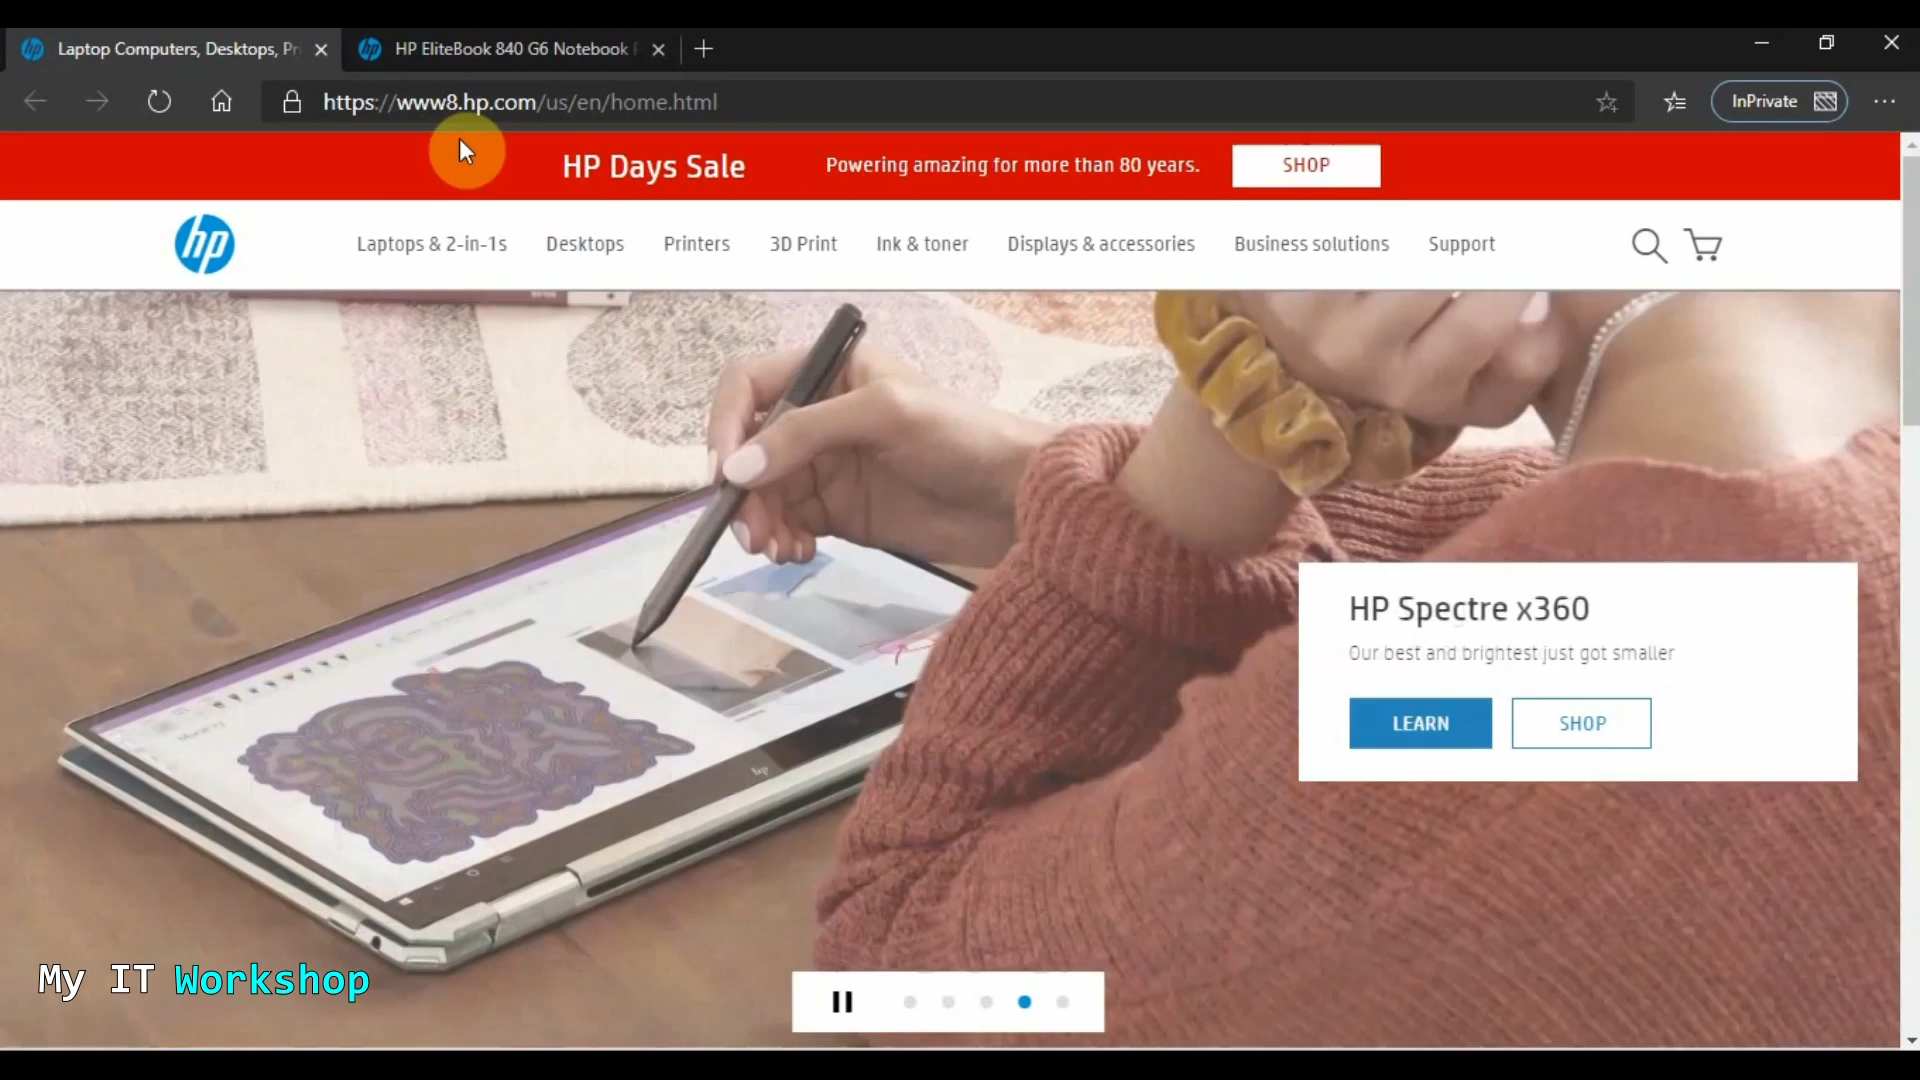 Laptop Computers, Desktops, Pri
HP EliteBook 840 G6 Notebook
https://www8.hp.com/us/en/home.html
InPrivate
HP Days Sale
Powering amazing for more than 80 years.
SHOP
hp
Laptops & 2-in-1s
Desktops
Printers
3D Print
Ink & toner
Displays & accessories
Business solutions
Support
HP Spectre x360
Our best and brightest just got smaller
LEARN
SHOP
My IT Workshop